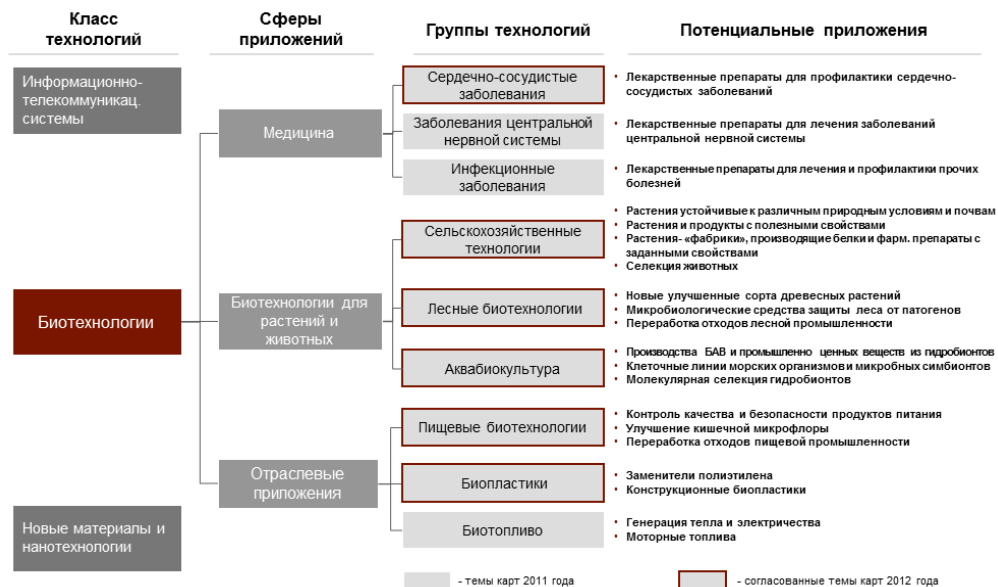 Класс
технологий
Сферы
приложений
Группы технологий
Потенциальные приложения
Информационно-
телекоммуникац.
системы
Биотехнологии
Новые материалы и
нанотехнологии
Медицина
Биотехнологии для
растений и
животных
Отраслевые
приложения
Сердечно-сосудистые
заболевания
• Лекарственные препараты для профилактики сердечно-
сосудистых заболеваний
Заболевания центральной
нервной системы
• Лекарственные препараты для лечения заболеваний
центральной нервной системы
Инфекционные
заболевания
• Лекарственные препараты для лечения и профилактики прочих
болезней
Сельскохозяйственные
технологии
• Растения устойчивые к различным природным условиям и почвам
• Растения и продукты с полезными свойствами
• Растения- «фабрики», производящие белки и фарм. препараты с
заданными свойствами
• Селекция животных
Лесные биотехнологии
• Новые улучшенные сорта древесных растений
• Микробиологические средства защиты леса от патогенов
• Переработка отходов лесной промышленности
Аквабиокультура
• Производства БАВ и промышленно ценных веществ из гидробионтов
• Клеточные линии морских организмов и микробных симбионтов
• Молекулярная селекция гидробионтов
Пищевые биотехнологии
• Контроль качества и безопасности продуктов питания
• Улучшение кишечной микрофлоры
• Переработка отходов пищевой промышленности
Биопластики
• Заменители полиэтилена
• Конструкционные биопластики
Биотопливо
• Генерация тепла и электричества
• Моторные топлива
- темы карт 2011 года
- согласованные темы карт 2012 года